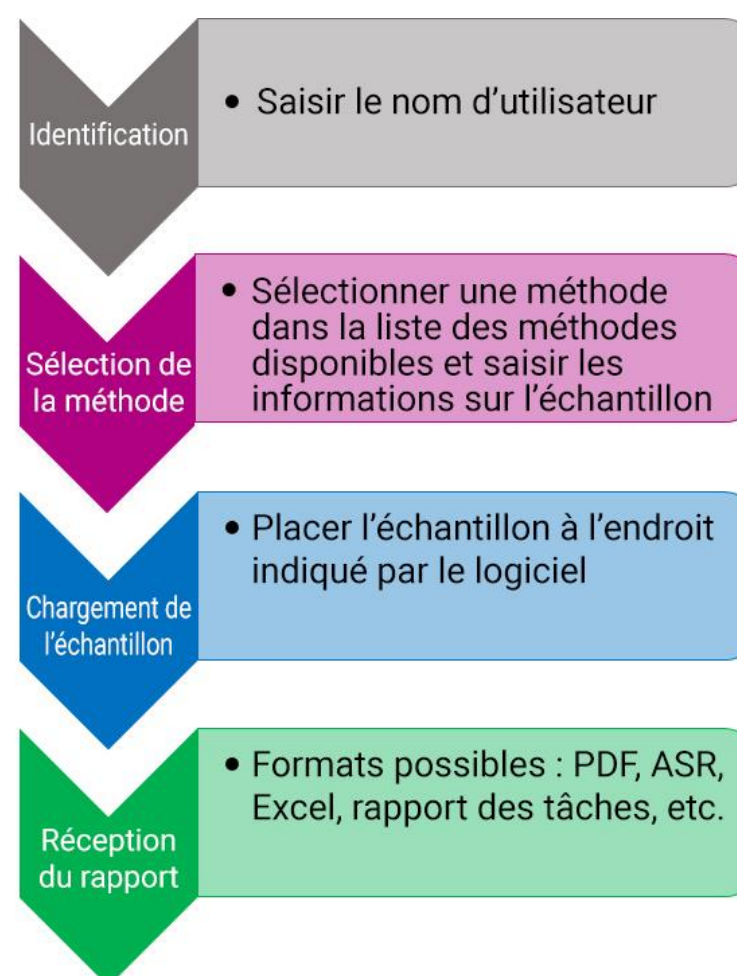 Identification
• Saisir le nom d’utilisateur
Sélection de
la méthode
• Sélectionner une méthode
dans la liste des méthodes
disponibles et saisir les
informations sur l’échantillon
Chargement de
l’échantillon
• Placer l’échantillon à l’endroit
indiqué par le logiciel
Réception
du rapport
• Formats possibles : PDF, ASR,
Excel, rapport des tâches, etc.